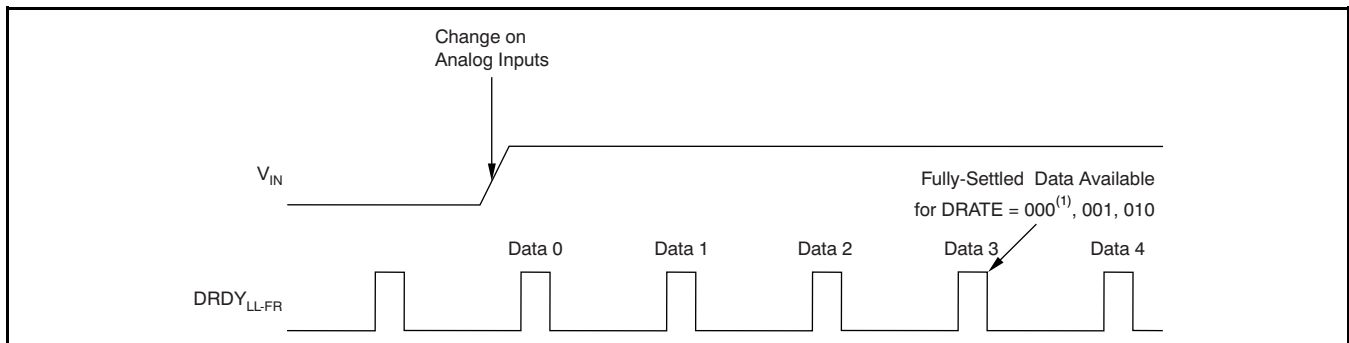 Change on
Analog Inputs
V_IN
Fully-Settled Data Available
for DRATE = 000^(1), 001, 010
Data 0 Data 1 Data 2 Data 3 Data 4
DRDY_LL-FR